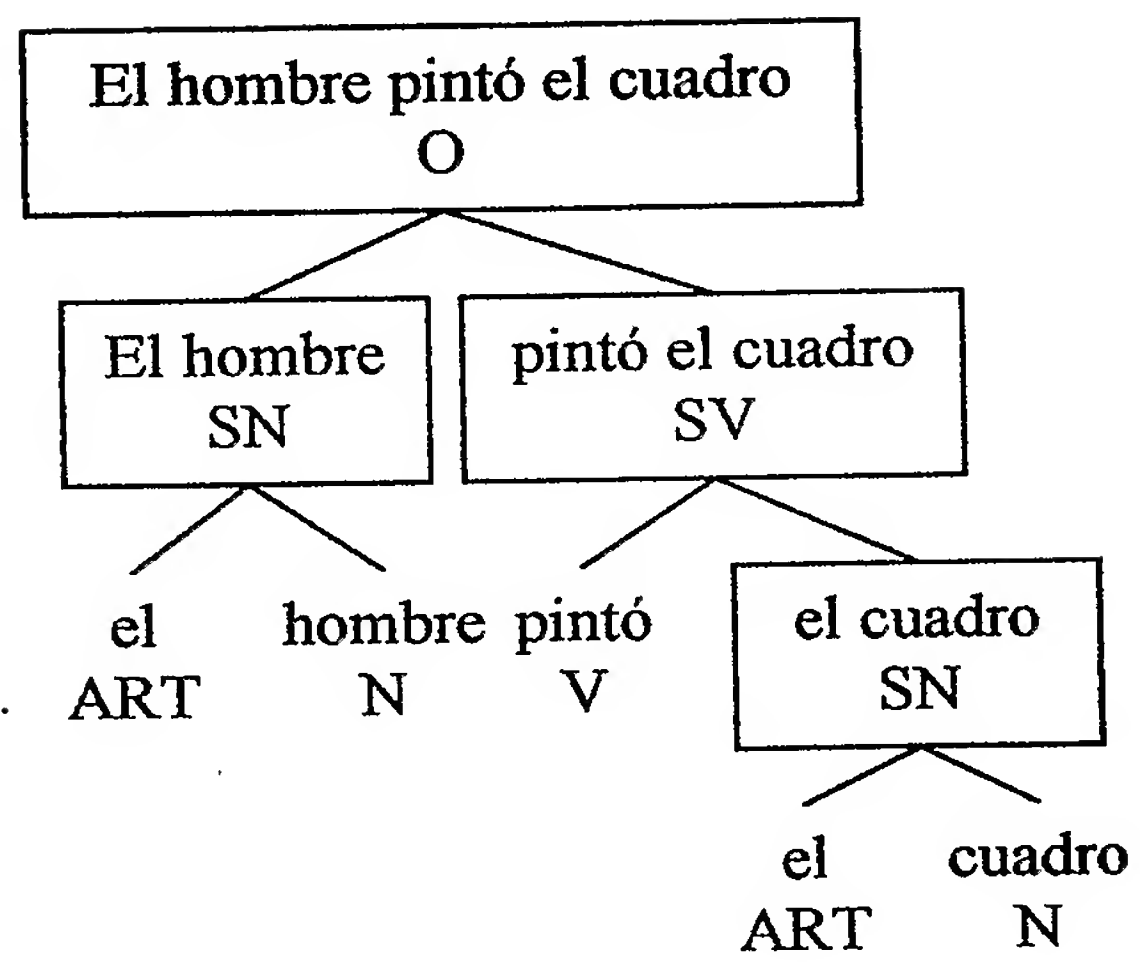 El hombre pintó el cuadro
O
El hombre
SN
pintó el cuadro
SV
el
ART
hombre
N
pintó
V
el cuadro
SN
el
ART
cuadro
N